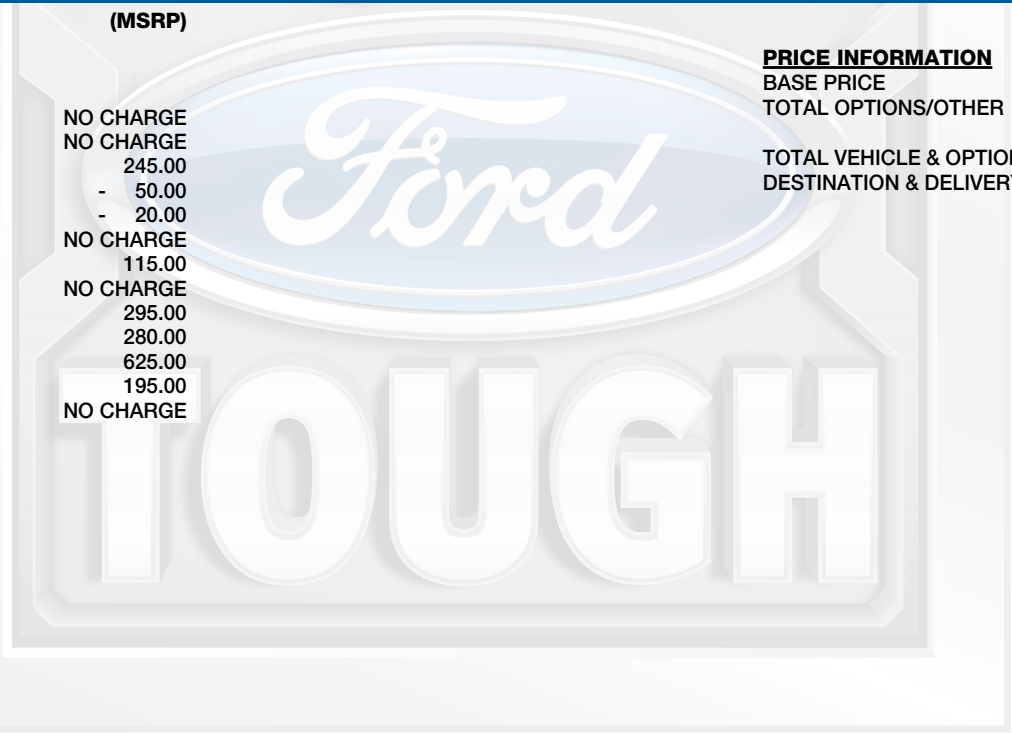 (MSRP)
NO CHARGE
NO CHARGE
245.00
- 50.00
- 20.00
NO CHARGE
115.00
NO CHARGE
295.00
280.00
625.00
195.00
NO CHARGE
PRICE INFORMATION
BASE PRICE
TOTAL OPTIONS/OTHER
TOTAL VEHICLE & OPTION
DESTINATION & DELIVERY
Ford
TOUGH